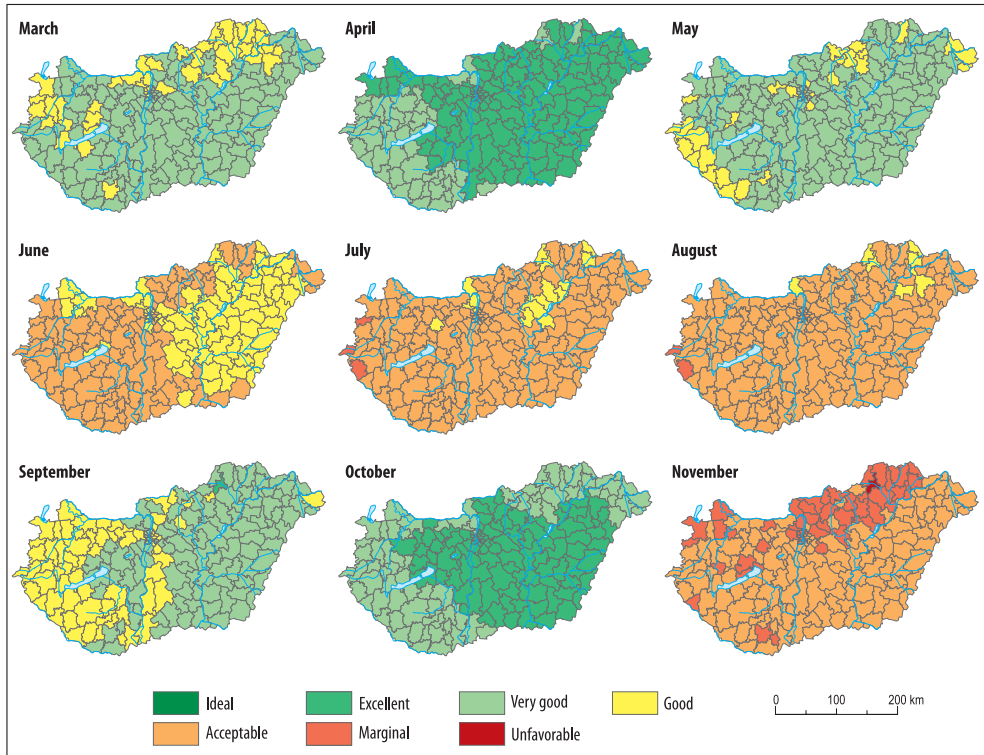 March
April
May
June
July
August
September
October
November
Ideal
Excellent
Very good
Good
Acceptable
Marginal
Unfavorable
0 100 200 km